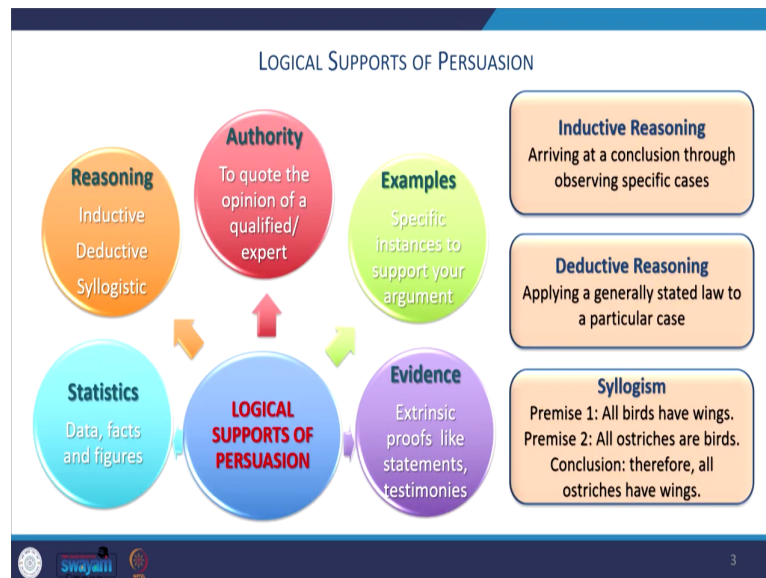 LOGICAL SUPPORTS OF PERSUASION
Authority
To quote the
opinion of a
qualified/
expert
Reasoning
Inductive
Deductive
Syllogistic
Examples
Specific
instances to
support your
argument
Statistics
Data, facts
and figures
LOGICAL
SUPPORTS OF
PERSUASION
Evidence
Extrinsic
proofs like
statements,
testimonies
Inductive Reasoning
Arriving at a conclusion through
observing specific cases
Deductive Reasoning
Applying a generally stated law to
a particular case
Syllogism
Premise 1: All birds have wings.
Premise 2: All ostriches are birds.
Conclusion: therefore, all
ostriches have wings.
swayam
3